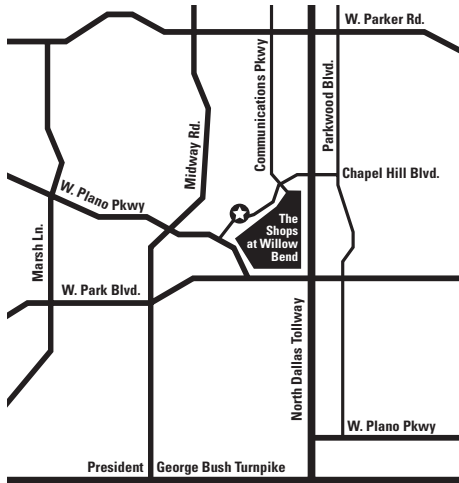 W. Parker Rd.
Communications Pkwy
Parkwood Blvd.
Midway Rd.
Chapel Hill Blvd.
W. Plano Pkwy
The
Shops
at Willow
Bend
Marsh Ln.
W. Park Blvd.
North Dallas Tollway
W. Plano Pkwy
President George Bush Turnpike